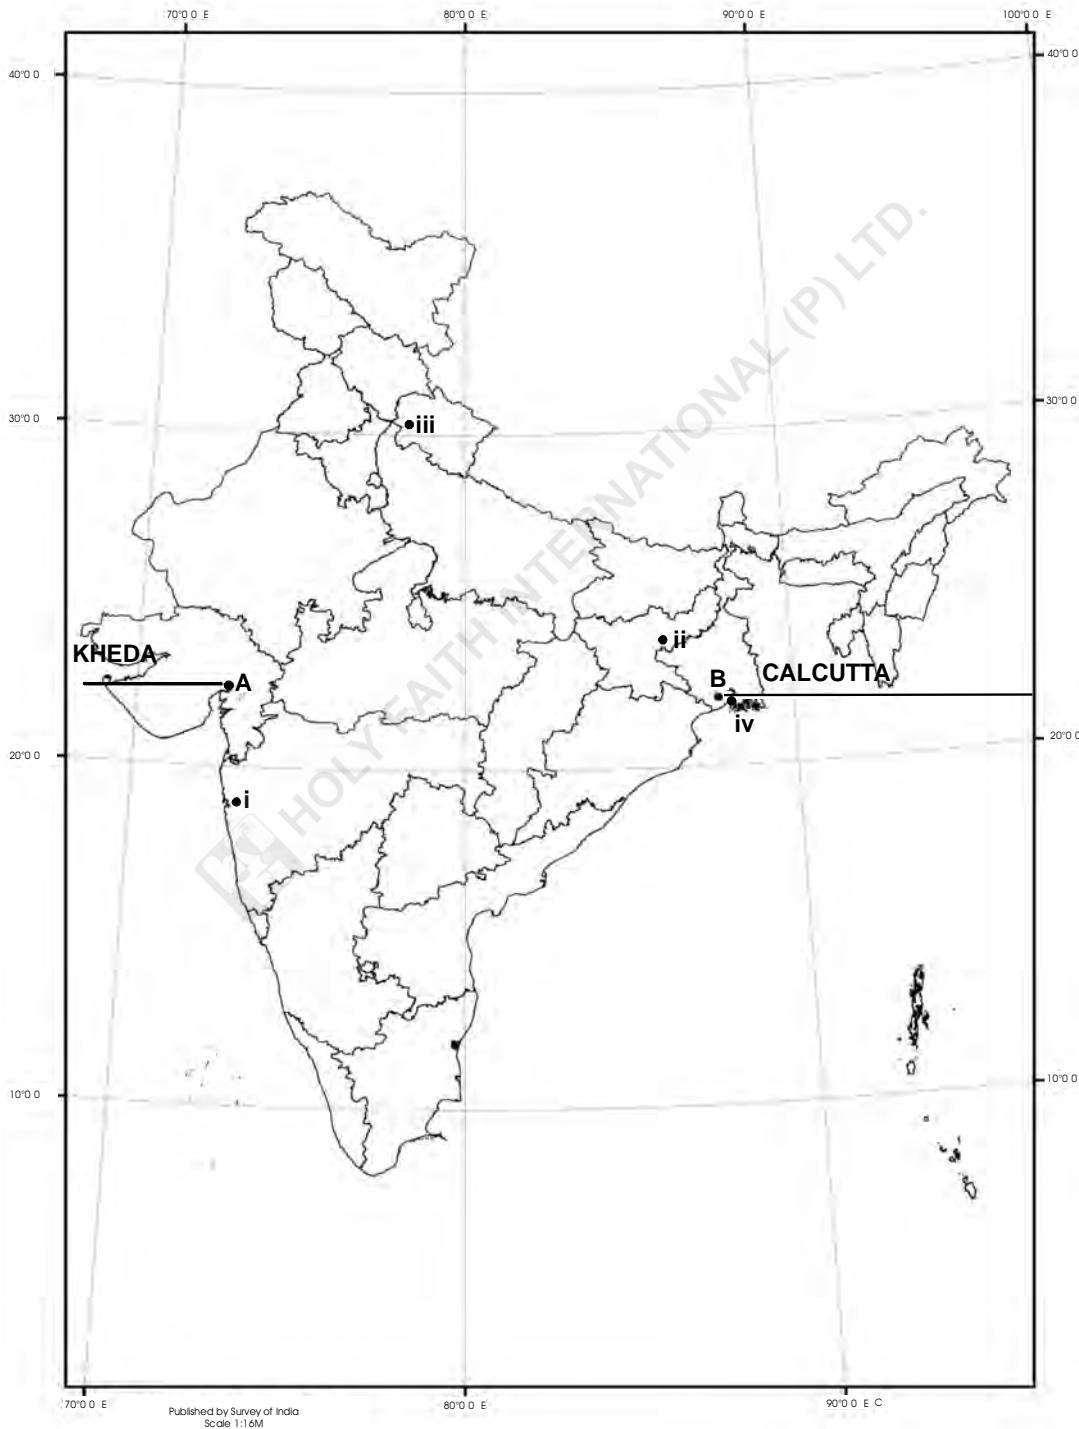 70°0 0 E 80°0 0 E 90°0 0 E 100°0 0 E
40°0 0 40°0 0
HOLY FAITH INTERNATIONAL (P) LTD.
30°0 0 iii 30°0 0
ii
KHEDA
A
B CALCUTTA
iv
20°0 0 20°0 0
i
10°0 0 10°0 0
70°0 0 E 80°0 0 E 90°0 0 E C
Published by Survey of India
Scale 1:16M